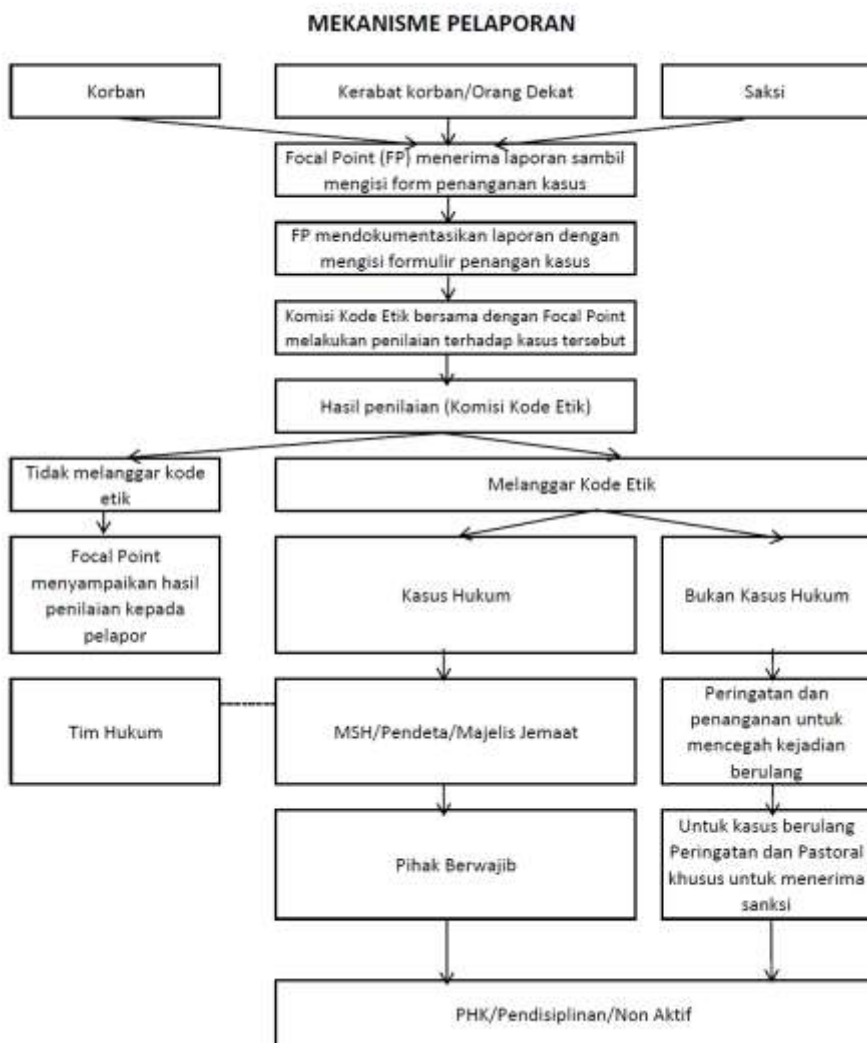 MEKANISME PELAPORAN
Korban
Kerabat korban/Orang Dekat
Saksi
Focal Point (FP) menerima laporan sambil
mengisi form penanganan kasus
FP mendokumentasikan laporan dengan
mengisi formulir penangan kasus
Komisi Kode Etik bersama dengan Focal Point
melakukan penilaian terhadap kasus tersebut
Hasil penilaian (Komisi Kode Etik)
Tidak melanggar kode
etik
Melanggar Kode Etik
Focal Point
menyampaikan hasil
penilaian kepada
pelapor
Kasus Hukum
Bukan Kasus Hukum
Tim Hukum
MSH/Pendeta/Majelis Jemaat
Peringatan dan
penanganan untuk
mencegah kejadian
berulang
Pihak Berwajib
Untuk kasus berulang
Peringatan dan Pastoral
khusus untuk menerima
sanksi
PHK/Pendisiplinan/Non Aktif